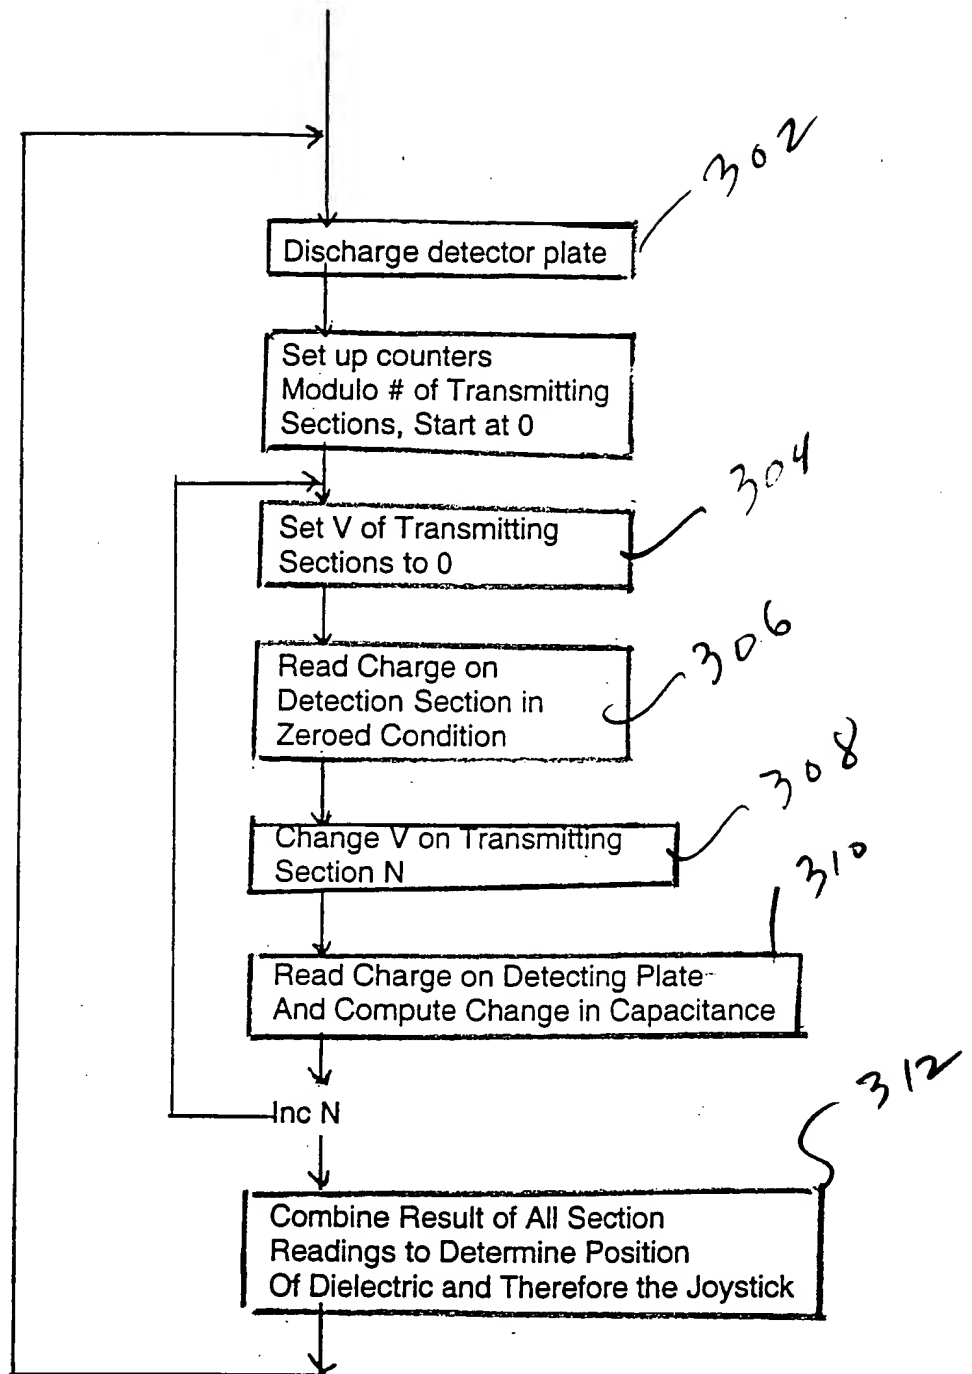 302
Discharge detector plate
Set up counters
Modulo # of Transmitting
Sections, Start at 0
304
Set V of Transmitting
Sections to 0
306
Read Charge on
Detection Section in
Zeroed Condition
308
Change V on Transmitting
Section N
310
Read Charge on Detecting Plate
And Compute Change in Capacitance
Inc N
312
Combine Result of All Section
Readings to Determine Position
Of Dielectric and Therefore the Joystick